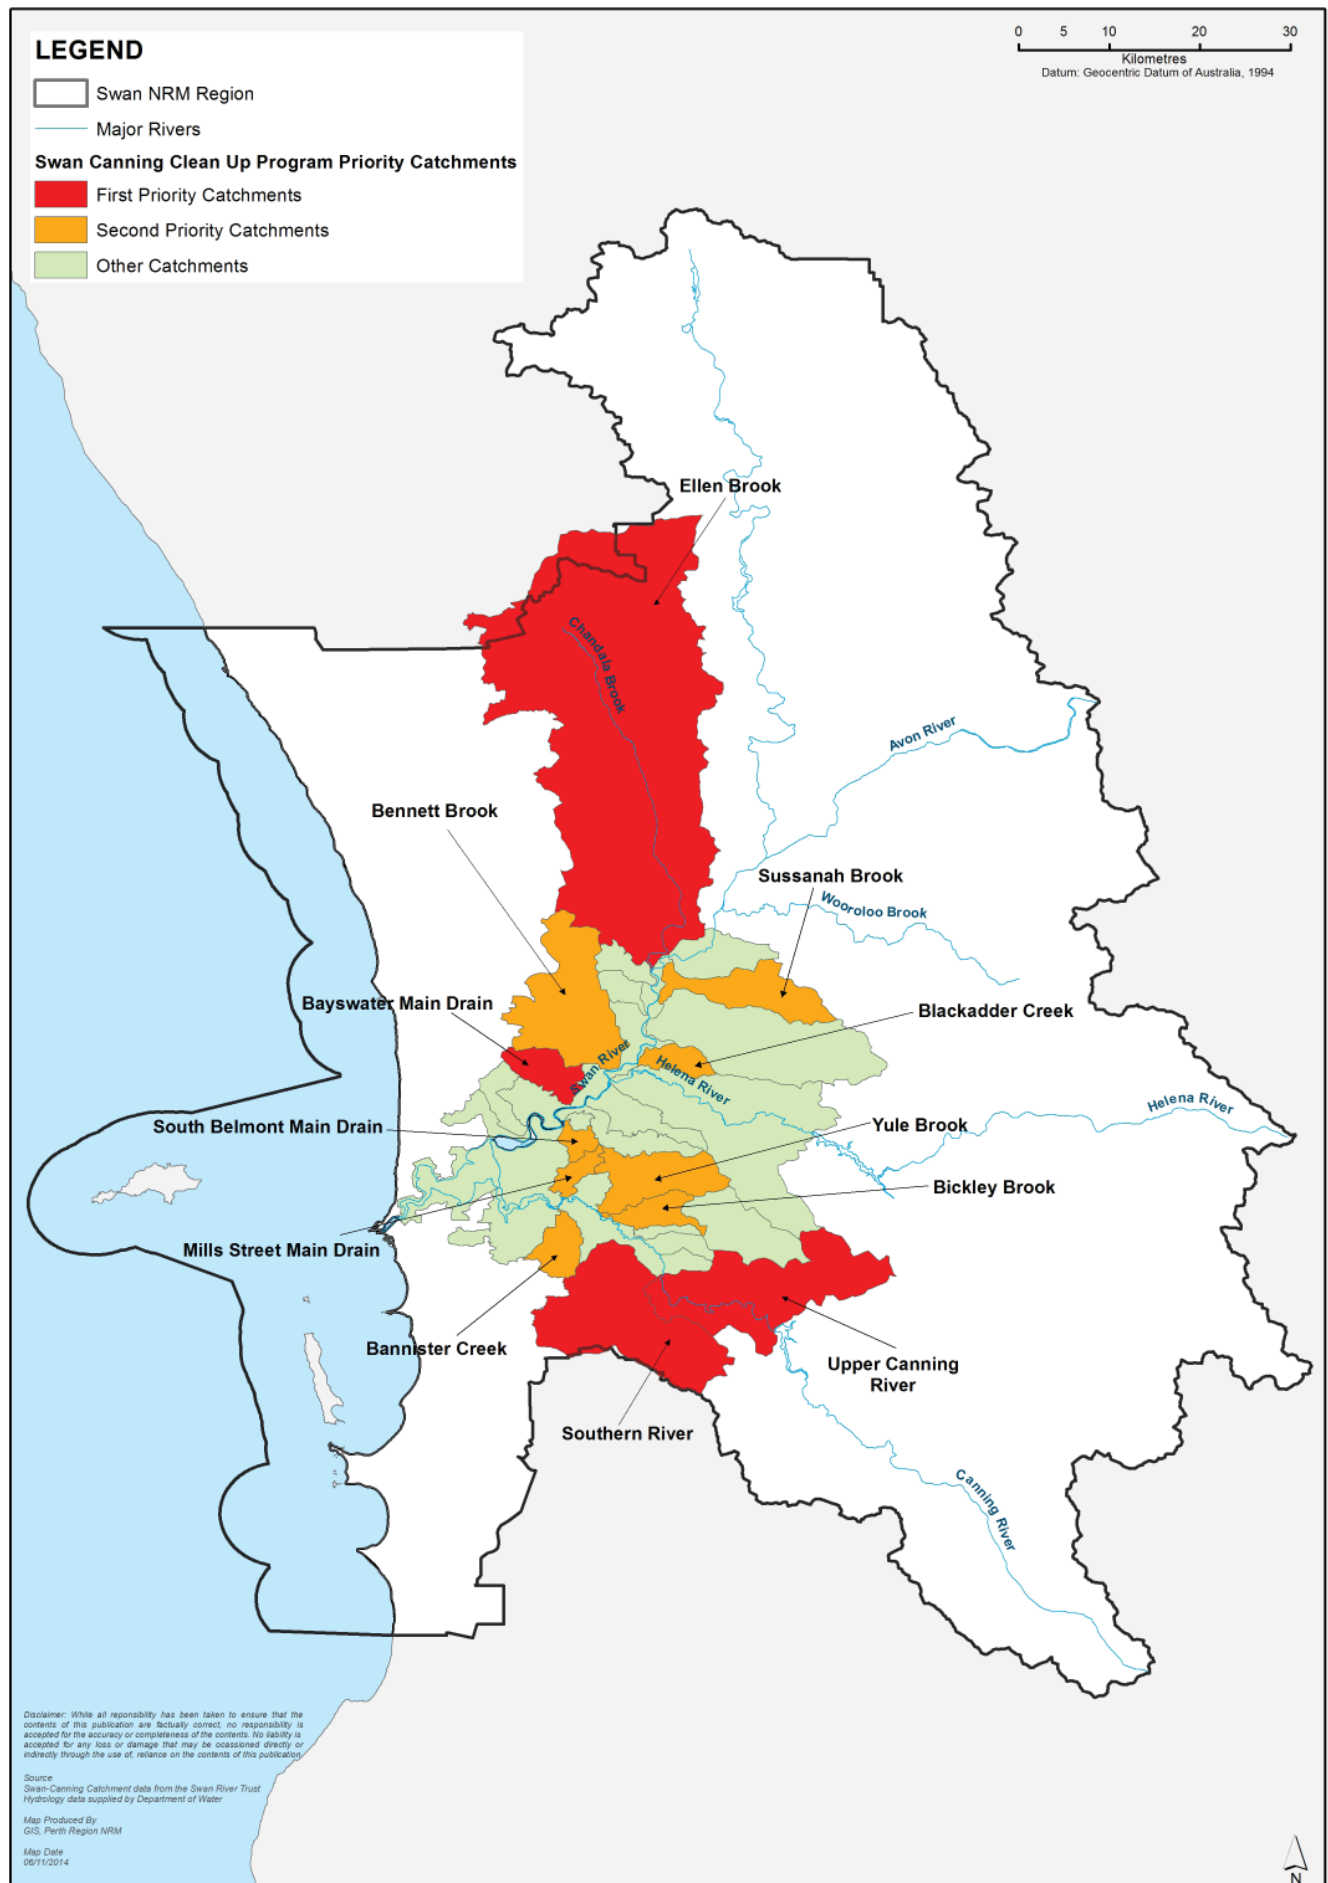 LEGEND
Swan NRM Region
Major Rivers
Swan Canning Clean Up Program Priority Catchments
First Priority Catchments
Second Priority Catchments
Other Catchments
0 5 10 20 30
Kilometres
Datum: Geocentric Datum of Australia, 1994
Ellen Brook
Chandala Brook
Avon River
Bennett Brook
Sussanah Brook
Wooroloo Brook
Bayswater Main Drain
Blackadder Creek
Swan River
Helena River
Helena River
South Belmont Main Drain
Yule Brook
Bickley Brook
Mills Street Main Drain
Bannister Creek
Upper Canning
River
Southern River
Canning River
Disclaimer: While all reponsibility has been taken to ensure that the
contents of this publication are factually correct, no responsibility is
accepted for the accuracy or completeness of the contents. No liability is
accepted for any loss or damage that may be ocassioned directly or
indirectly through the use of, reliance on the contents of this publication
Source
Swan-Canning Catchment data from the Swan River Trust
Hydrology data supplied by Department of Water
Map Produced By
GIS, Perth Region NRM
Map Date
06/11/2014
N